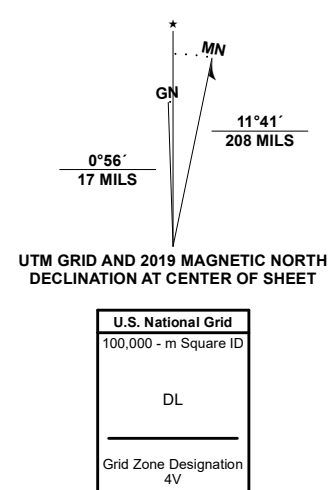 ★
MN
GN
11°41´
208 MILS
0°56´
17 MILS
UTM GRID AND 2019 MAGNETIC NORTH
DECLINATION AT CENTER OF SHEET
U.S. National Grid
100,000 - m Square ID
DL
Grid Zone Designation
4V